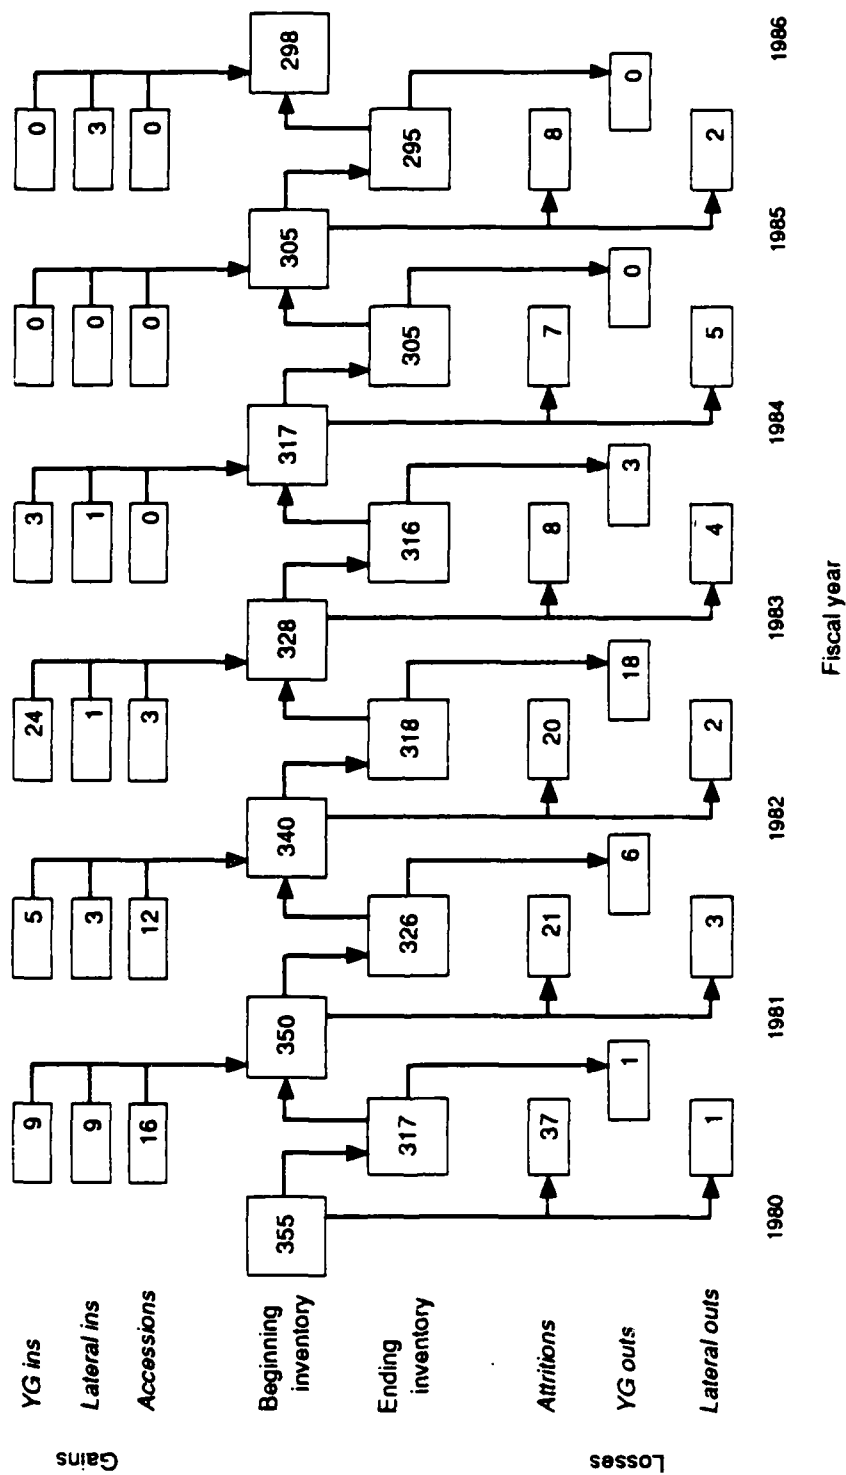 Gains
YG ins 9 5 24 3 0 0
Lateral ins 9 3 1 1 0 3
Accessions 16 12 3 0 0 0
Beginning
inventory
355 350 340 328 317 305 298
Ending
inventory
317 326 318 316 305 295
Losses
Attritions 37 21 20 8 7 8
YG outs 1 6 18 3 0 0
Lateral outs 1 3 2 4 5 2
1980 1981 1982 1983 1984 1985 1986
Fiscal year